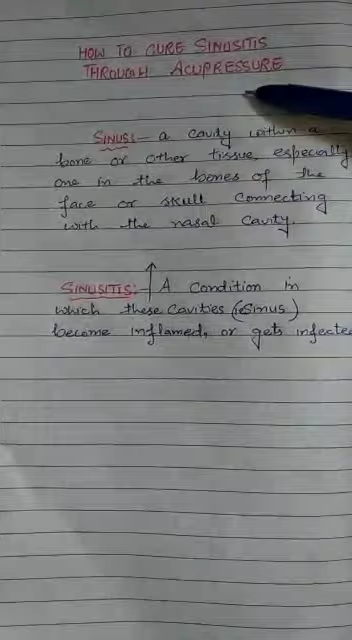 HOW TO CURE SINUSITIS
THROUGH ACUPRESSURE
SINUS:- a cavity within a
bone or other tissue, especially
one in the bones of the
face or skull connecting
with the nasal cavity.
SINUSITIS:- A condition in
which these cavities (ie Sinus)
become inflamed, or gets infected